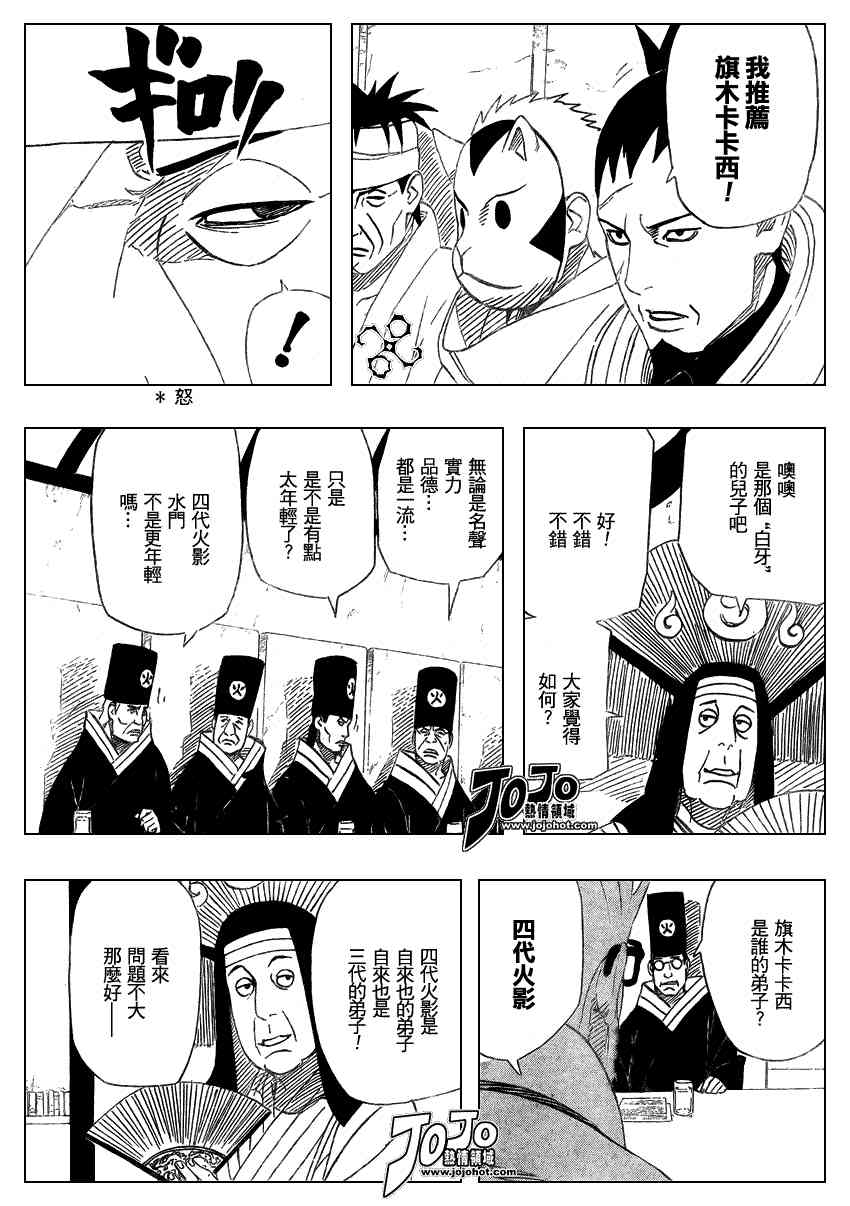 我推薦
旗木卡卡西！
ギロリ
！
* 怒
噢噢
是那個“白牙”
的兒子吧
好！
不錯
不錯
大家覺得
如何？
無論是名聲
實力
品德…
都是一流…
只是
是不是有點
太年輕了？
四代火影
水門
不是更年輕
嗎…
火
火
火
火
JOJO
熱情領域
www.jojohot.com
旗木卡卡西
是誰的弟子？
火
四代火影
四代火影是
自來也的弟子
自來也是
三代的弟子！
看來
問題不大
那麼好——
JOJO
熱情領域
www.jojohot.com